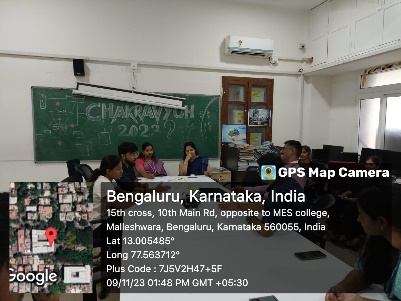 CHAKRAVYUH
2023
GPS Map Camera
Bengaluru, Karnataka, India
15th cross, 10th Main Rd, opposite to MES college,
Malleshwara, Bengaluru, Karnataka 560055, India
Lat 13.005485°
Long 77.563712°
Plus Code : 7J5V2H47+5F
09/11/23 01:48 PM GMT +05:30
Google